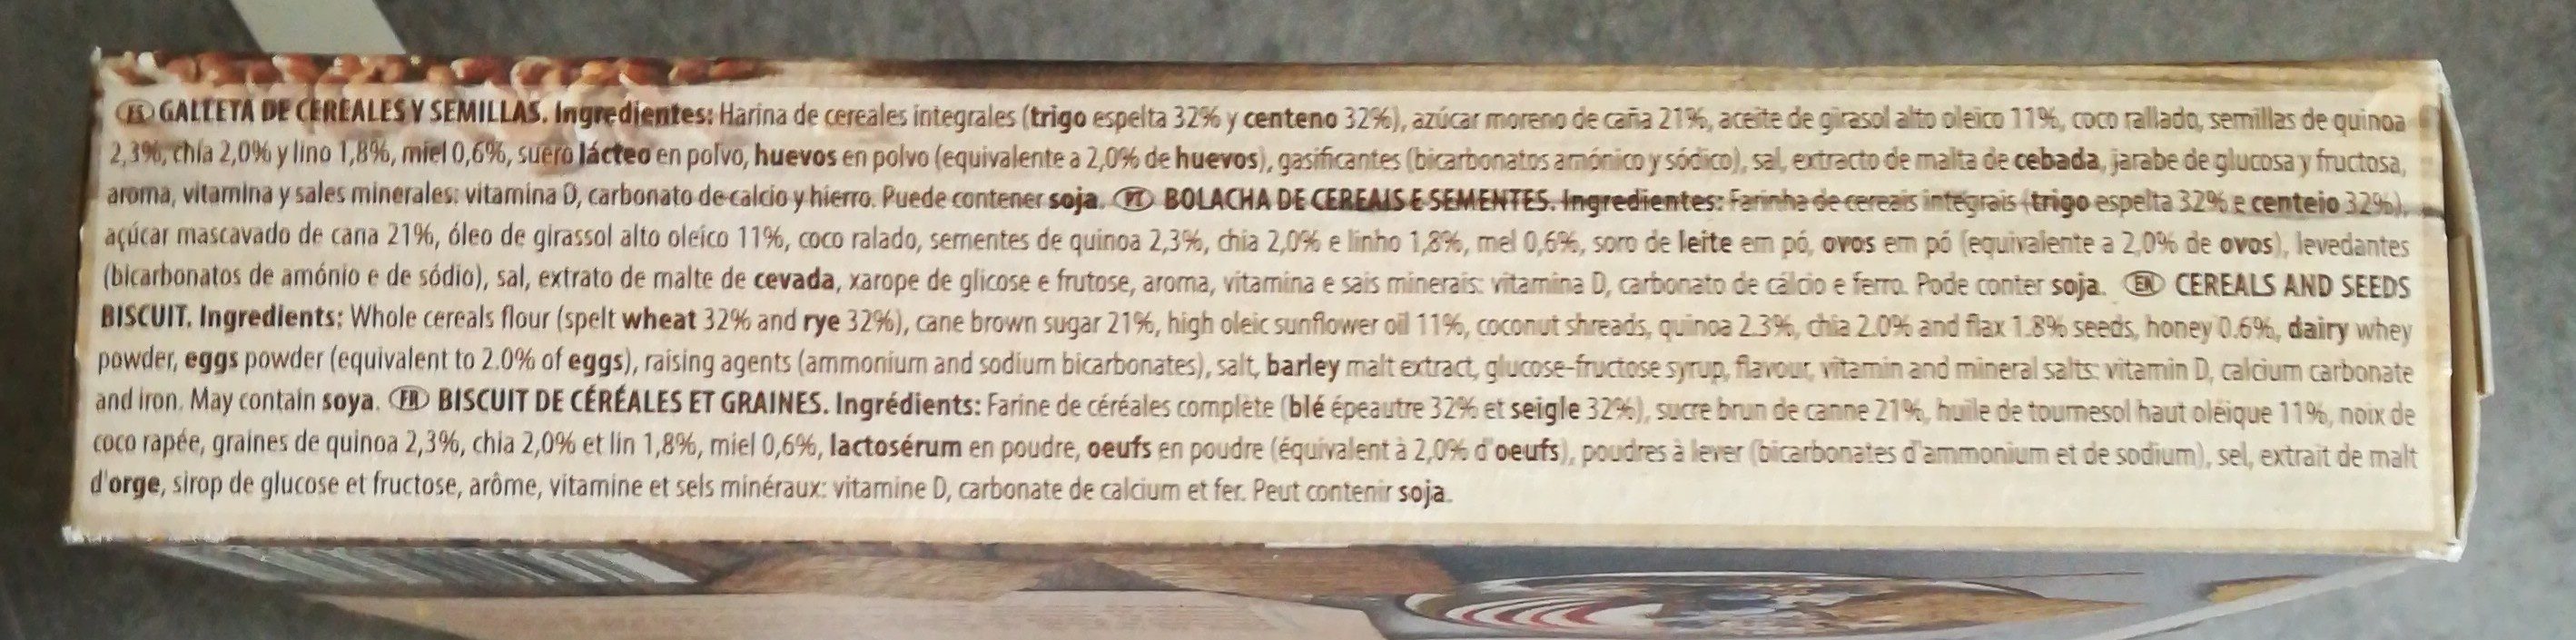 ES GALLETA DE CEREALES Y SEMILLAS. Ingredientes: Harina de cereales integrales (trigo espelta 32% y centeno 32%), azúcar moreno de caña 21%, aceite de girasol alto oleico 11%, coco rallado, semillas de quinoa
2,3%, chía 2,0% y lino 1,8%, miel 0,6%, suero lácteo en polvo, huevos en polvo (equivalente a 2,0% de huevos), gasificantes (bicarbonatos amónico y sódico), sal, extracto de malta de cebada, jarabe de glucosa y fructosa,
aroma, vitamina y sales minerales: vitamina D, carbonato de calcio y hierro. Puede contener soja. PT BOLACHA DE CEREAIS E SEMENTES. Ingredientes: Farinha de cereais integrais (trigo espelta 32% e centeio 32%),
açúcar mascavado de cana 21%, óleo de girassol alto oleico 11%, coco ralado, sementes de quinoa 2,3%, chia 2,0% e linho 1,8%, mel 0,6%, soro de leite em pó, ovos em pó (equivalente a 2,0% de ovos), levedantes
(bicarbonatos de amónio e de sódio), sal, extrato de malte de cevada, xarope de glicose e frutose, aroma, vitamina e sais minerais: vitamina D, carbonato de cálcio e ferro. Pode conter soja. EN CEREALS AND SEEDS
BISCUIT. Ingredients: Whole cereals flour (spelt wheat 32% and rye 32%), cane brown sugar 21%, high oleic sunflower oil 11%, coconut shreads, quinoa 2.3%, chia 2.0% and flax 1.8% seeds, honey 0.6%, dairy whey
powder, eggs powder (equivalent to 2.0% of eggs), raising agents (ammonium and sodium bicarbonates), salt, barley malt extract, glucose-fructose syrup, flavour, vitamin and mineral salts: vitamin D, calcium carbonate
and iron. May contain soya. FR BISCUIT DE CÉRÉALES ET GRAINES. Ingrédients: Farine de céréales complète (blé épeautre 32% et seigle 32%), sucre brun de canne 21%, huile de tournesol haut oléique 11%, noix de
coco rapée, graines de quinoa 2,3%, chia 2,0% et lin 1,8%, miel 0,6%, lactosérum en poudre, oeufs en poudre (équivalent à 2,0% d'oeufs), poudres à lever (bicarbonates d'ammonium et de sodium), sel, extrait de malt
d'orge, sirop de glucose et fructose, arôme, vitamine et sels minéraux: vitamine D, carbonate de calcium et fer. Peut contenir soja.